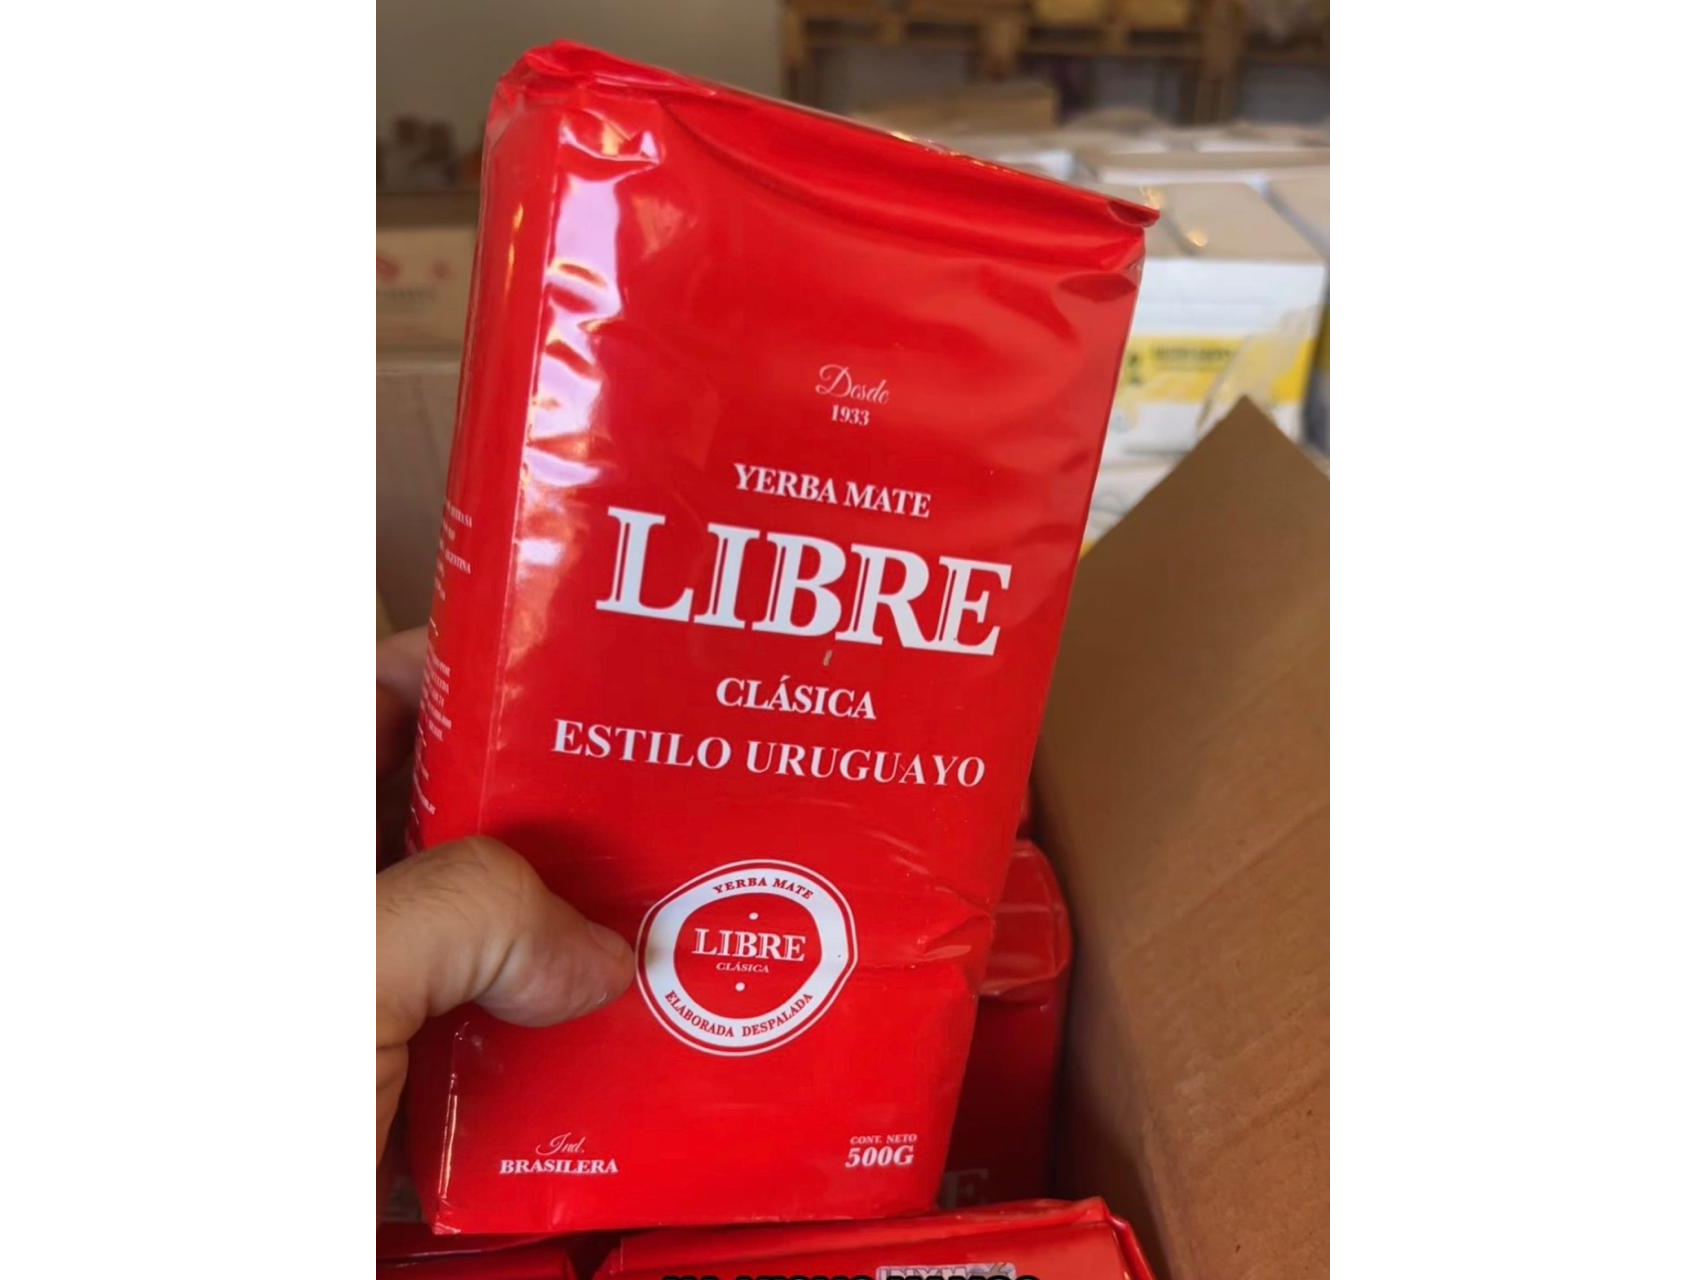 Desde
1933
YERBA MATE
LIBRE
CLÁSICA
ESTILO URUGUAYO
YERBA MATE
LIBRE
CLÁSICA
ELABORADA DESPALADA
Ind.
BRASILERA
CONT. NETO
500G